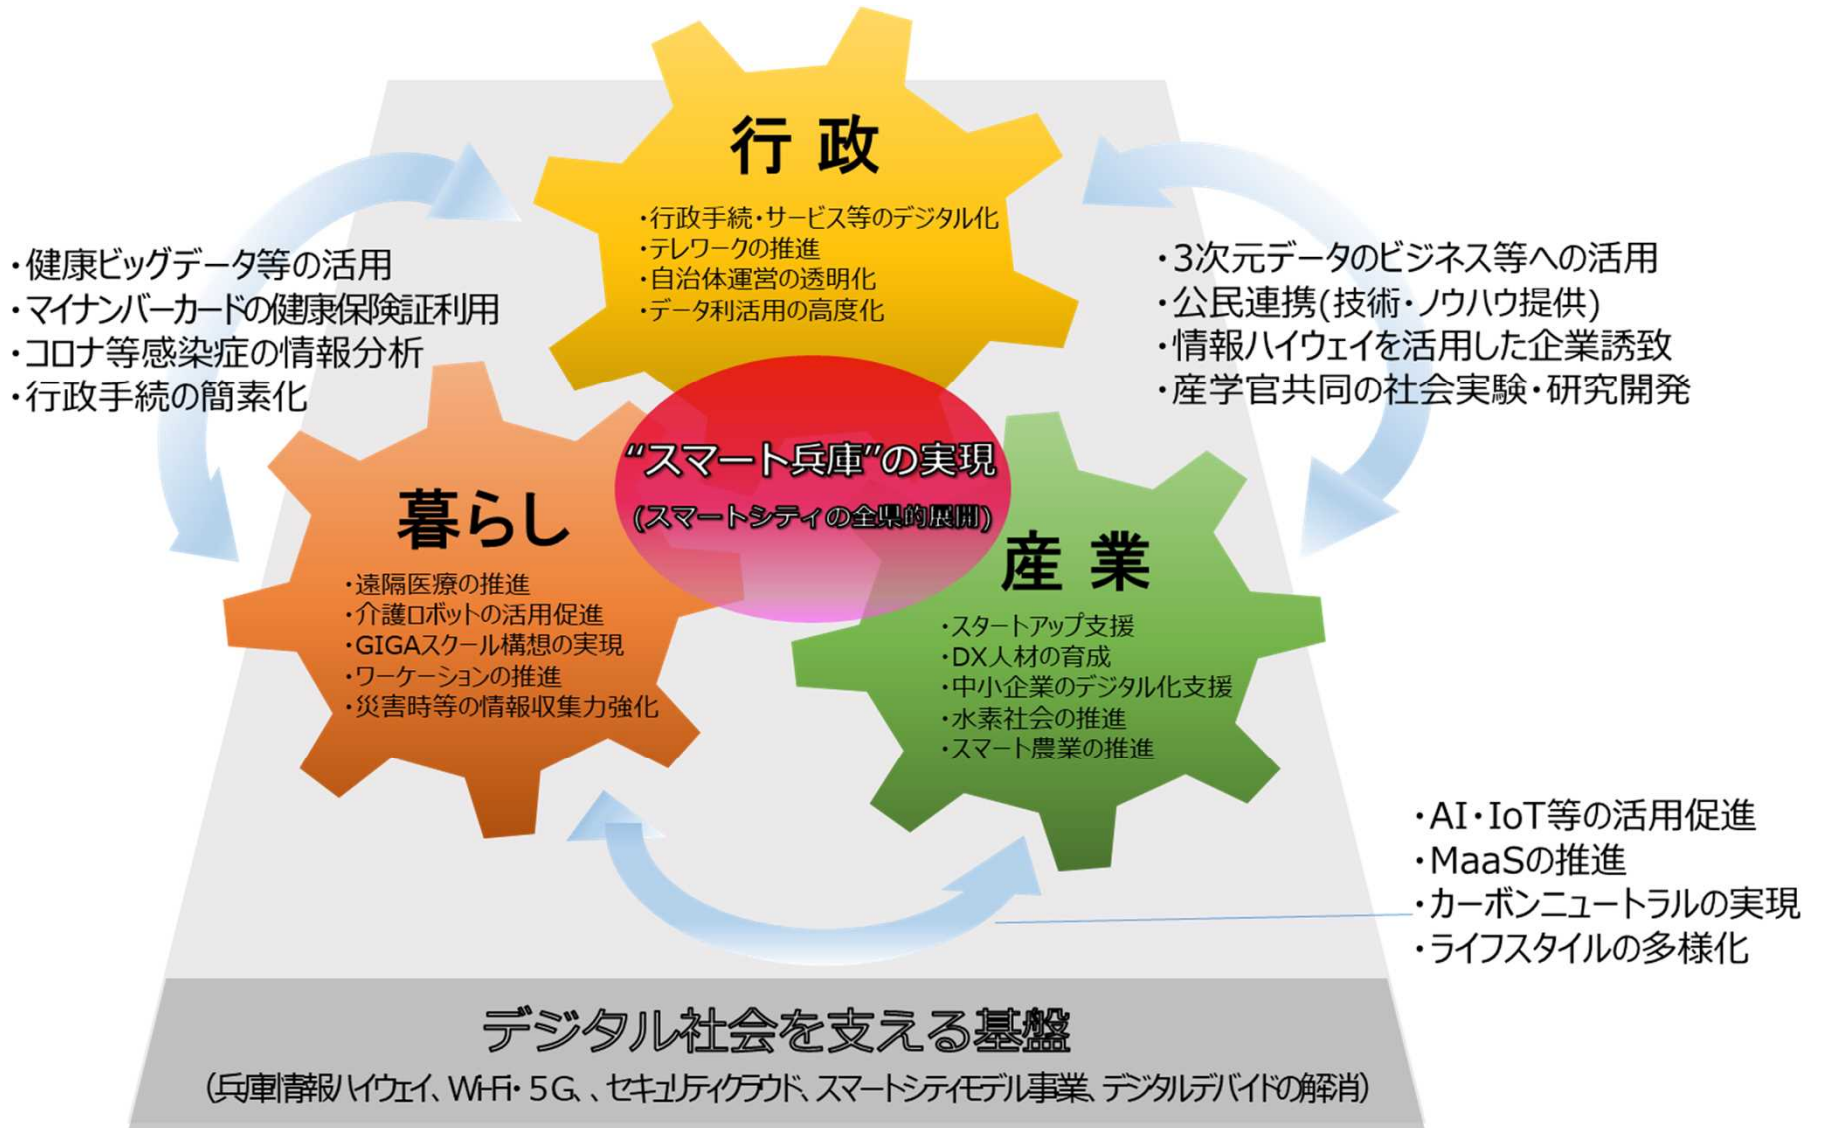 行 政
・行政手続・サービス等のデジタル化
・テレワークの推進
・自治体運営の透明化
・データ利活用の高度化
・健康ビッグデータ等の活用
・マイナンバーカードの健康保険証利用
・コロナ等感染症の情報分析
・行政手続の簡素化
・3次元データのビジネス等への活用
・公民連携(技術・ノウハウ提供)
・情報ハイウェイを活用した企業誘致
・産学官共同の社会実験・研究開発
“スマート兵庫”の実現
(スマートシティの全県的展開)
暮らし
・遠隔医療の推進
・介護ロボットの活用促進
・GIGAスクール構想の実現
・ワーケーションの推進
・災害時等の情報収集力強化
産 業
・スタートアップ支援
・DX人材の育成
・中小企業のデジタル化支援
・水素社会の推進
・スマート農業の推進
・AI・IoT等の活用促進
・MaaSの推進
・カーボンニュートラルの実現
・ライフスタイルの多様化
デジタル社会を支える基盤
(兵庫情報ハイウェイ、Wi-Fi・5G、、セキュリティクラウド、スマートシティモデル事業、デジタルデバイドの解消)